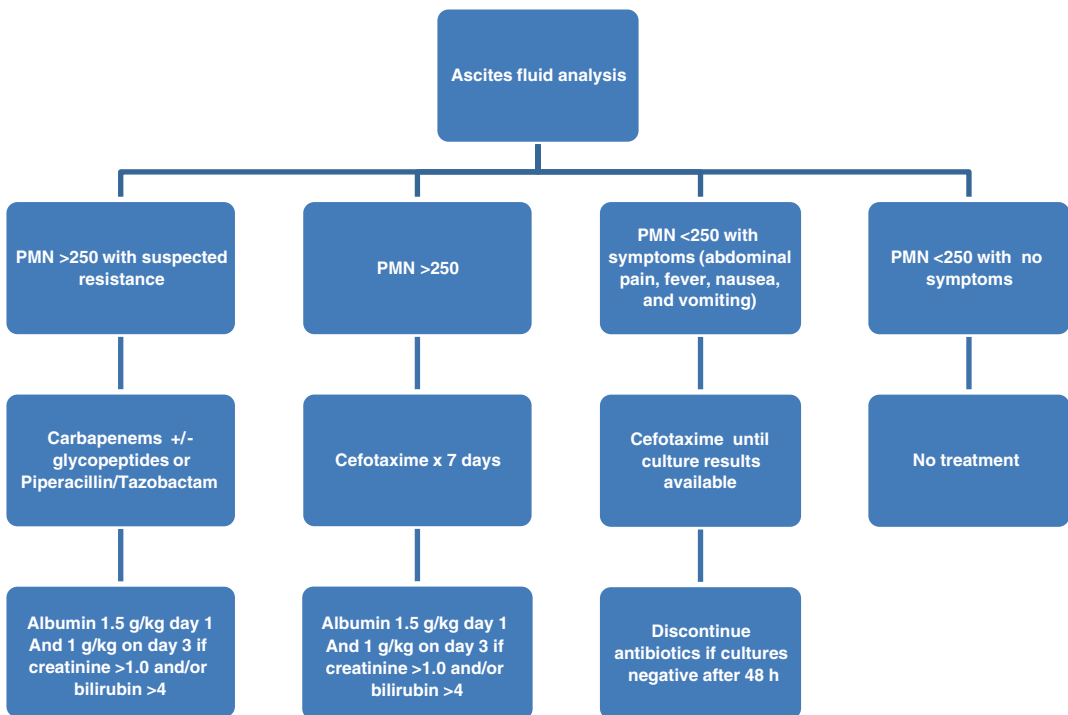 Ascites fluid analysis
PMN >250 with suspected
resistance
PMN >250
PMN <250 with
symptoms (abdominal
pain, fever, nausea,
and vomiting)
PMN <250 with no
symptoms
Carbapenems +/-
glycopeptides or
Piperacillin/Tazobactam
Cefotaxime x 7 days
Cefotaxime until
culture results
available
No treatment
Albumin 1.5 g/kg day 1
And 1 g/kg on day 3 if
creatinine >1.0 and/or
bilirubin >4
Albumin 1.5 g/kg day 1
And 1 g/kg on day 3 if
creatinine >1.0 and/or
bilirubin >4
Discontinue
antibiotics if cultures
negative after 48 h